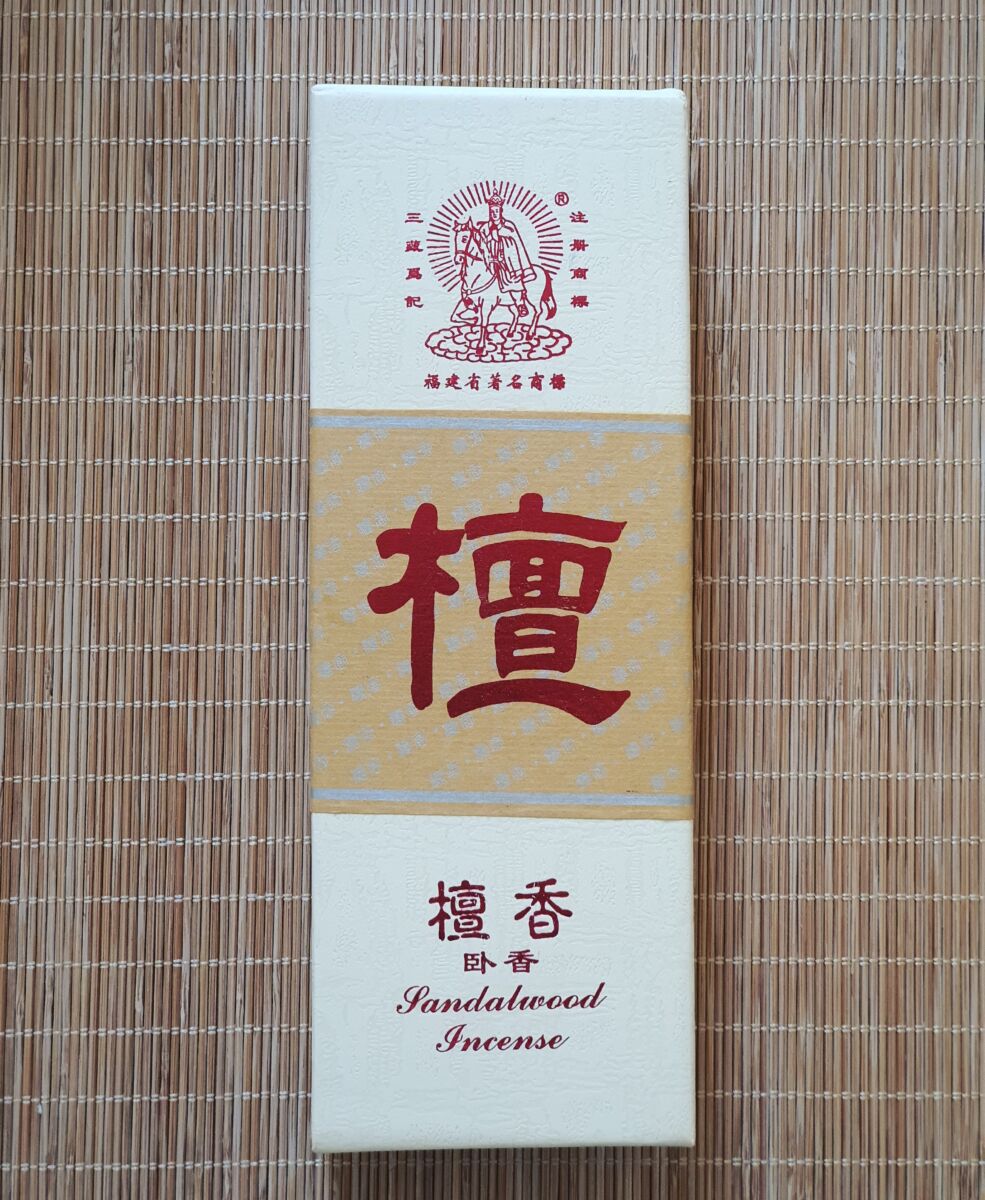 ®
三藏為記
注册商標
福建省著名商標
檀
檀香
卧香
Sandalwood
Incense